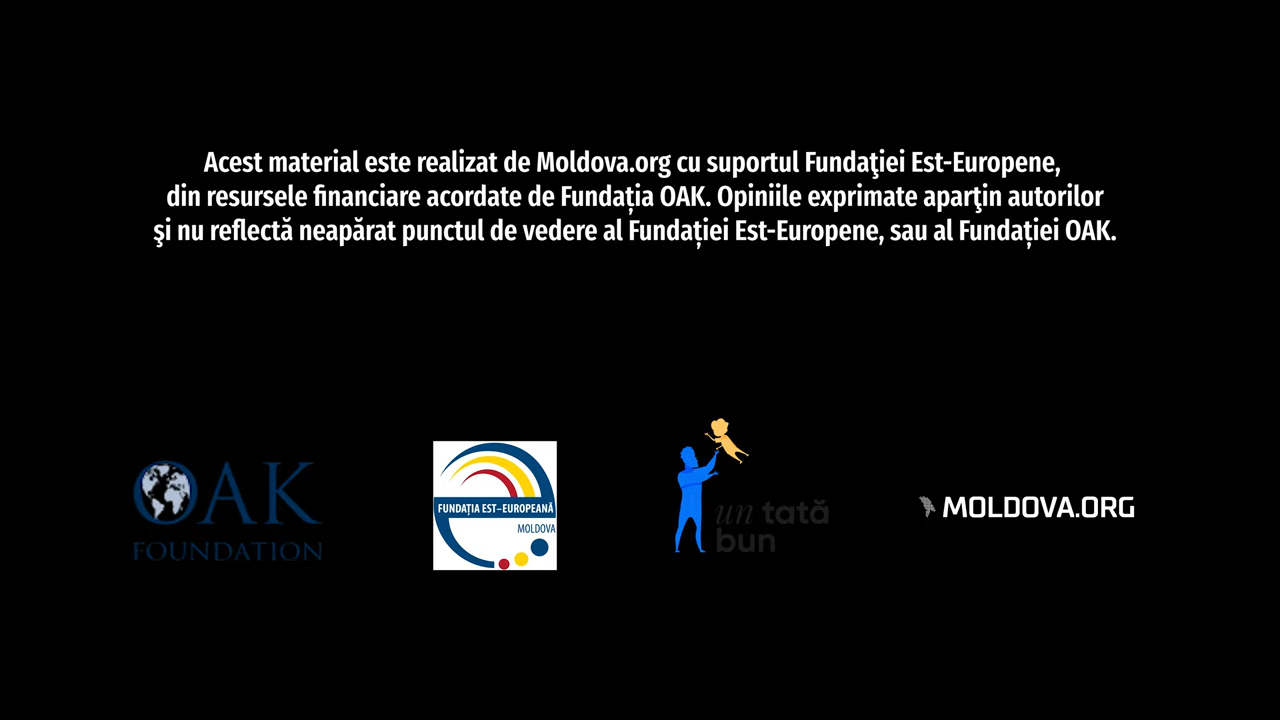 Acest material este realizat de Moldova.org cu suportul Fundaţiei Est-Europene,
din resursele financiare acordate de Fundația OAK. Opiniile exprimate aparţin autorilor
şi nu reflectă neapărat punctul de vedere al Fundației Est-Europene, sau al Fundației OAK.
OAK
FOUNDATION
FUNDAȚIA EST-EUROPEANĂ
MOLDOVA
un tată
bun
MOLDOVA.ORG